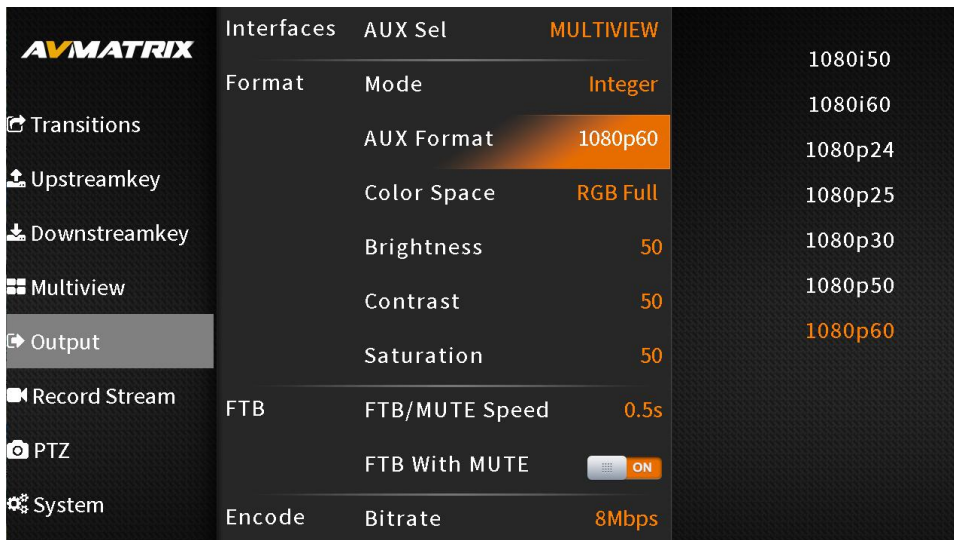 AVMATRIX
Transitions
Upstreamkey
Downstreamkey
Multiview
Output
Record Stream
PTZ
System
Interfaces AUX Sel MULTIVIEW
Format Mode Integer
AUX Format 1080p60
Color Space RGB Full
Brightness 50
Contrast 50
Saturation 50
FTB FTB/MUTE Speed 0.5s
FTB With MUTE ON
Encode Bitrate 8Mbps
1080i50
1080i60
1080p24
1080p25
1080p30
1080p50
1080p60